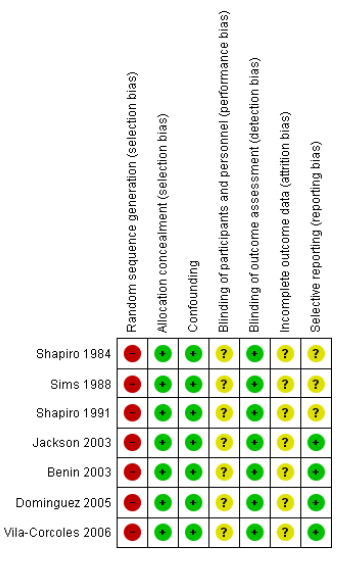 Random sequence generation (selection bias)
Allocation concealment (selection bias)
Confounding
Blinding of participants and personnel (performance bias)
Blinding of outcome assessment (detection bias)
Incomplete outcome data (attrition bias)
Selective reporting (reporting bias)
Shapiro 1984 - + + ? + ? ?
Sims 1988 - + + ? + ? ?
Shapiro 1991 - + + ? + ? ?
Jackson 2003 - + + ? + ? +
Benin 2003 - + + ? + ? +
Dominguez 2005 - + + ? + ? +
Vila-Corcoles 2006 - + + ? + ? +